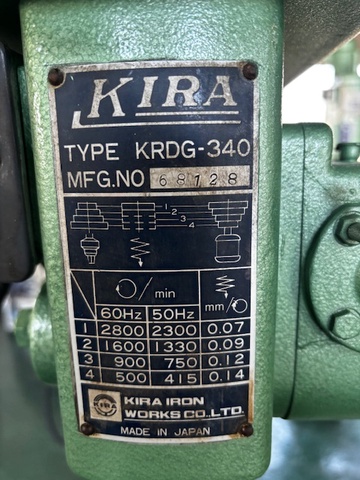 KIRA
TYPE KRDG-340
MFG.NO 68128
1
2
3
4
/min
mm/
60Hz 50Hz
1 2800 2300 0.07
2 1600 1330 0.09
3 900 750 0.12
4 500 415 0.14
KIRA KIRA IRON
WORKS CO.,LTD.
MADE IN JAPAN